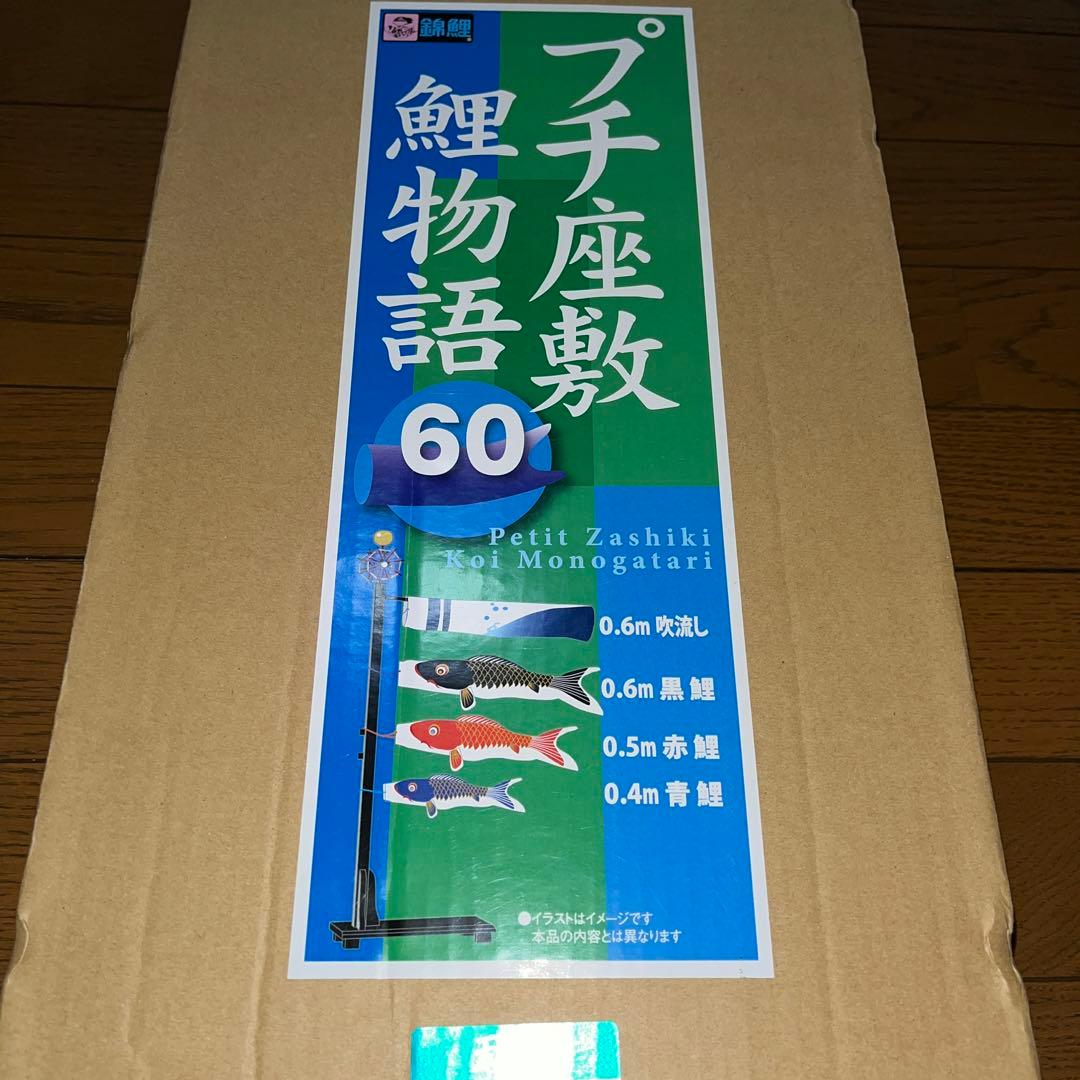 錦鯉
プチ座敷
鯉物語
60
Petit Zashiki
Koi Monogatari
0.6m 吹流し
0.6m 黒鯉
0.5m 赤鯉
0.4m 青鯉
●イラストはイメージです
本品の内容とは異なります